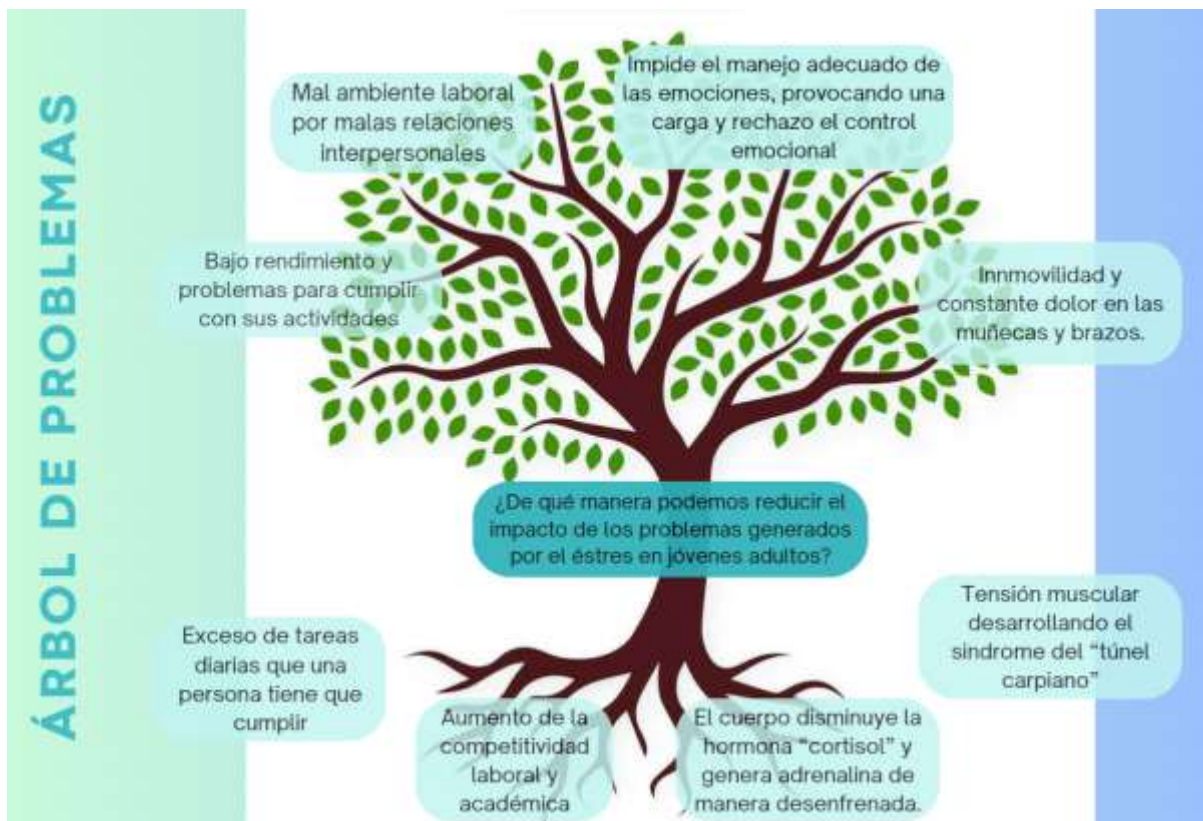 ÁRBOL DE PROBLEMAS
Mal ambiente laboral
por malas relaciones
interpersonales
Impide el manejo adecuado de
las emociones, provocando una
carga y rechazo el control
emocional
Bajo rendimiento y
problemas para cumplir
con sus actividades
Innmovilidad y
constante dolor en las
muñecas y brazos.
¿De qué manera podemos reducir el
impacto de los problemas generados
por el éstres en jóvenes adultos?
Exceso de tareas
diarias que una
persona tiene que
cumplir
Aumento de la
competitividad
laboral y
académica
El cuerpo disminuye la
hormona “cortisol” y
genera adrenalina de
manera desenfrenada.
Tensión muscular
desarrollando el
sindrome del “túnel
carpiano”